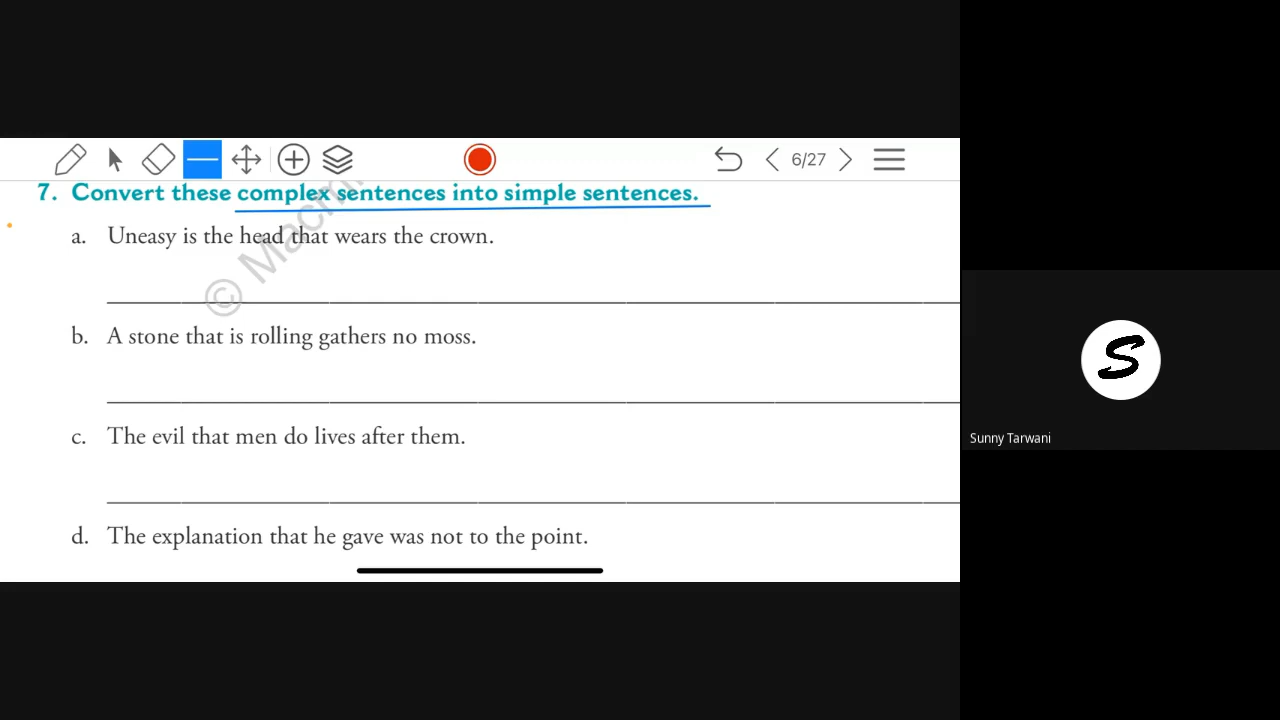 6/27
7. Convert these complex sentences into simple sentences.
a. Uneasy is the head that wears the crown.
b. A stone that is rolling gathers no moss.
c. The evil that men do lives after them.
d. The explanation that he gave was not to the point.
S
Sunny Tarwani